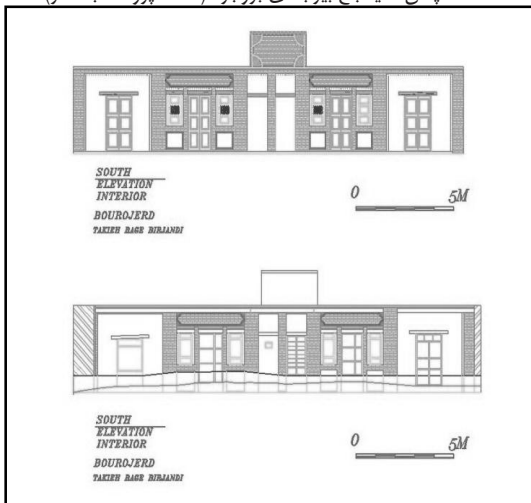 SOUTH
ELEVATION
INTERIOR
BOUROJERD
TAKIEH BAGE BIRJANDI
0 5M
SOUTH
ELEVATION
INTERIOR
BOUROJERD
TAKIEH BAGE BIRJANDI
0 5M